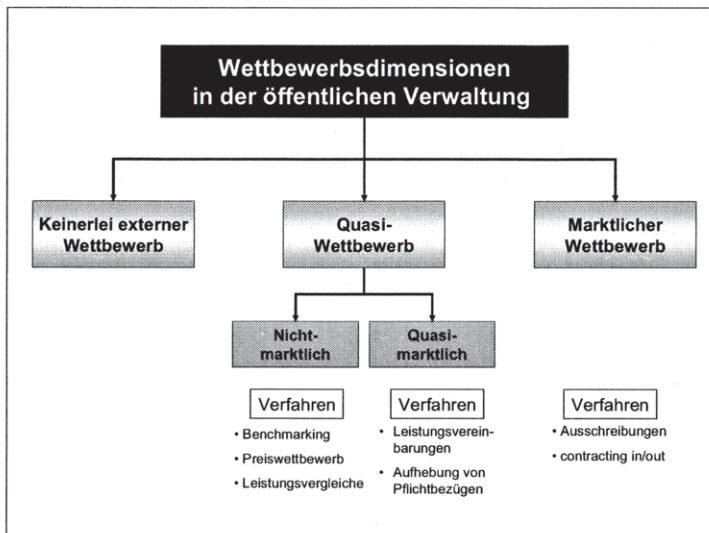 Wettbewerbsdimensionen
in der öffentlichen Verwaltung
Keinerlei externer
Wettbewerb
Quasi-
Wettbewerb
Marktlicher
Wettbewerb
Nicht-
marktlich
Quasi-
marktlich
Verfahren
• Benchmarking
• Preiswettbewerb
• Leistungsvergleiche
Verfahren
• Leistungsverein-
barungen
• Aufhebung von
Pflichtbezügen
Verfahren
• Ausschreibungen
• contracting in/out